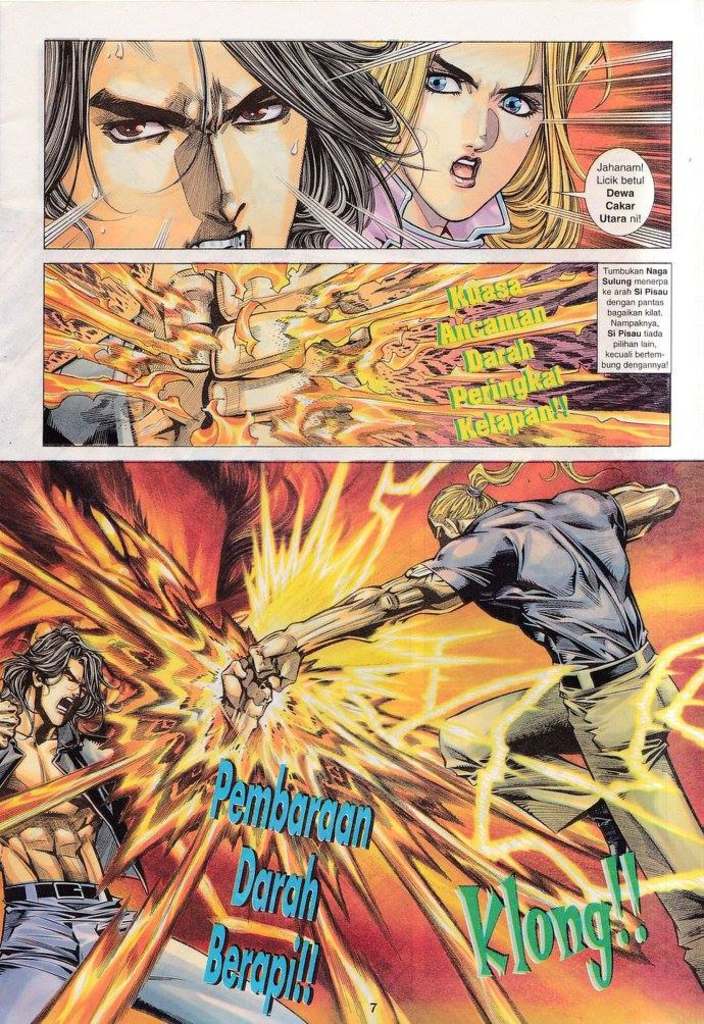 Jahanam!
Licik betul
Dewa
Cakar
Utara ni!
Kuasa
Ancaman
Darah
Peringkat
Kelapan!!
Tumbukan Naga
Sulung menerpa
ke arah Si Pisau
dengan pantas
bagaikan kilat.
Nampaknya,
Si Pisau tiada
pilihan lain,
kecuali bertem-
bung dengannya!
Pembaraan
Darah
Berapi!!
Klong!!
7